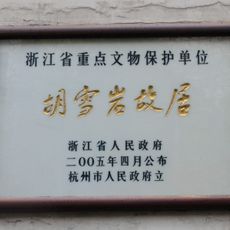 浙江省重点文物保护单位
胡雪岩故居
浙江省人民政府
二〇〇五年四月公布
杭州市人民政府立